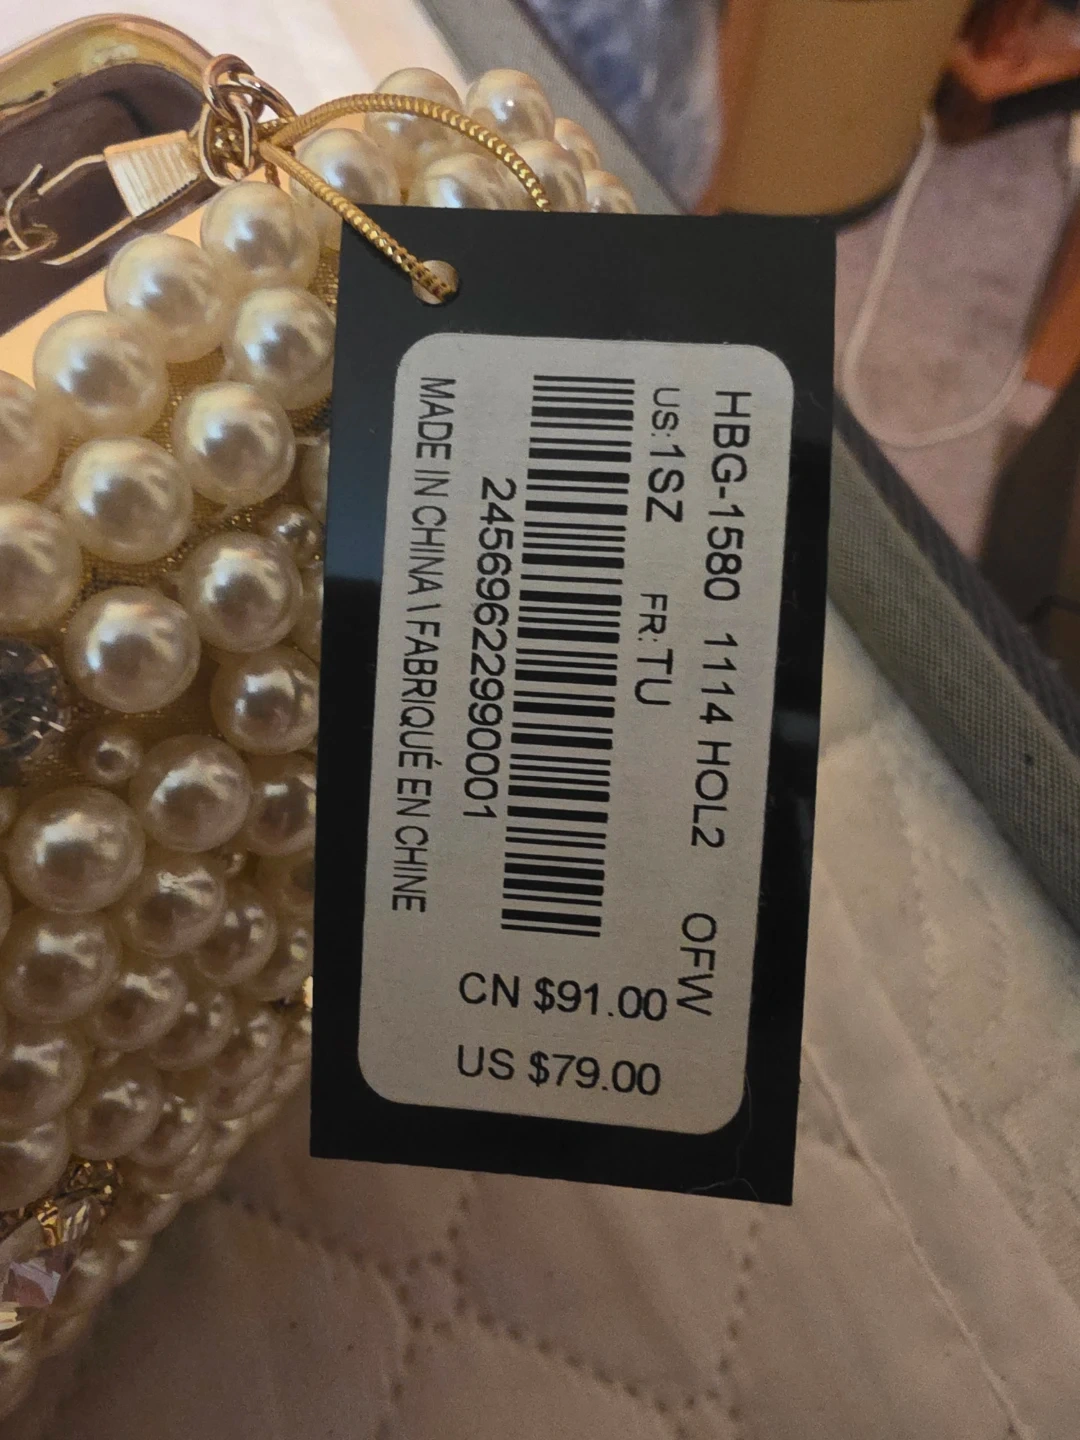 HBG-1580 1114 HOL2 OFW
US:1SZ FR:TU
245696229990001
MADE IN CHINA \ FABRIQUÉ EN CHINE
CN $91.00
US $79.00